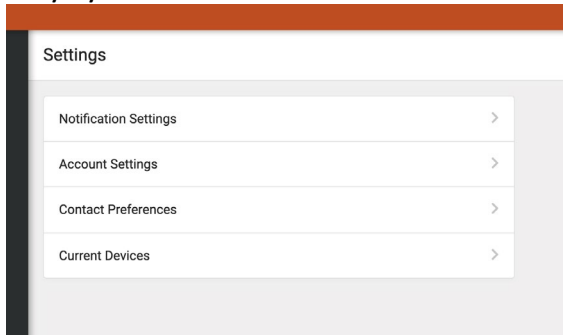 Settings
Notification Settings
Account Settings
Contact Preferences
Current Devices